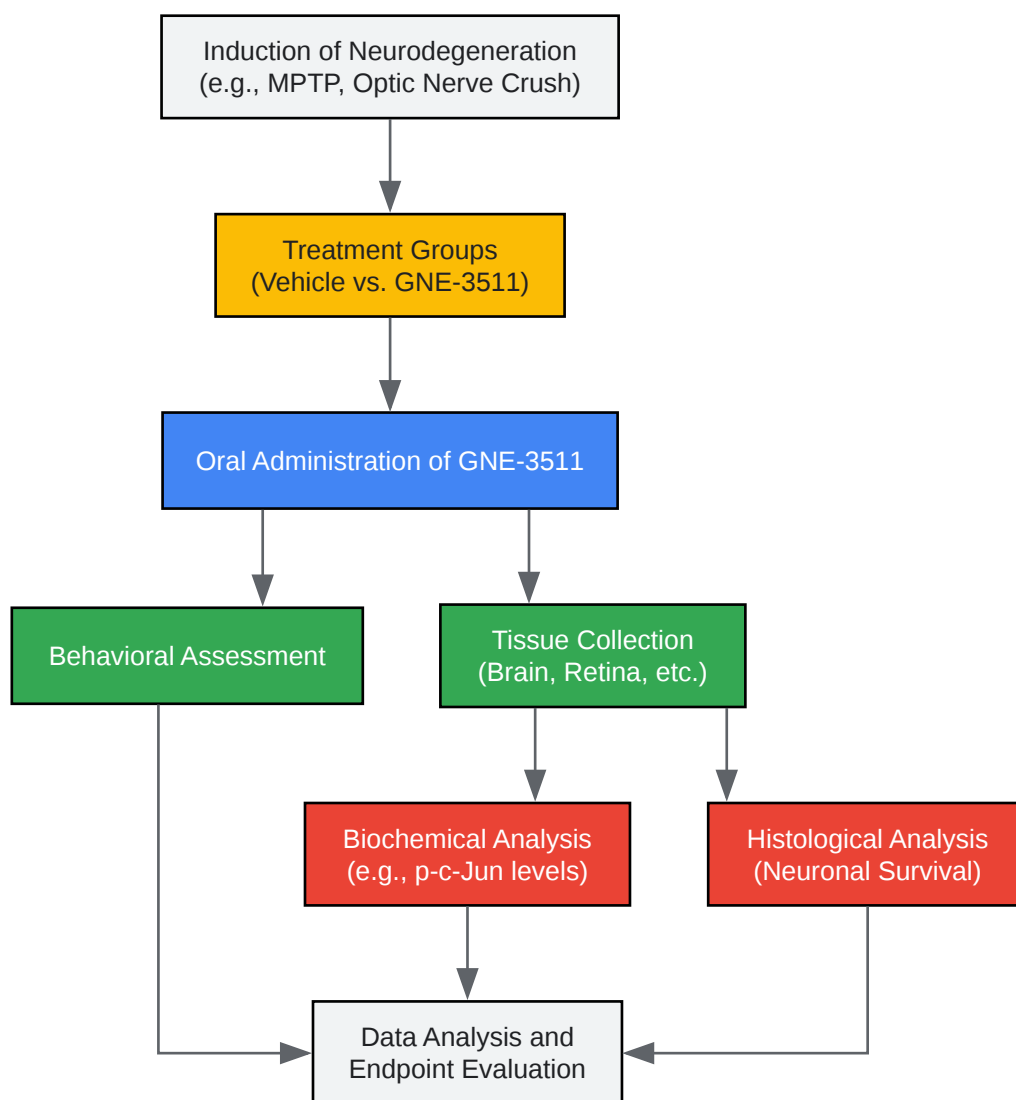 Induction of Neurodegeneration
(e.g., MPTP, Optic Nerve Crush)
Treatment Groups
(Vehicle vs. GNE-3511)
Oral Administration of GNE-3511
Behavioral Assessment
Tissue Collection
(Brain, Retina, etc.)
Biochemical Analysis
(e.g., p-c-Jun levels)
Histological Analysis
(Neuronal Survival)
Data Analysis and
Endpoint Evaluation